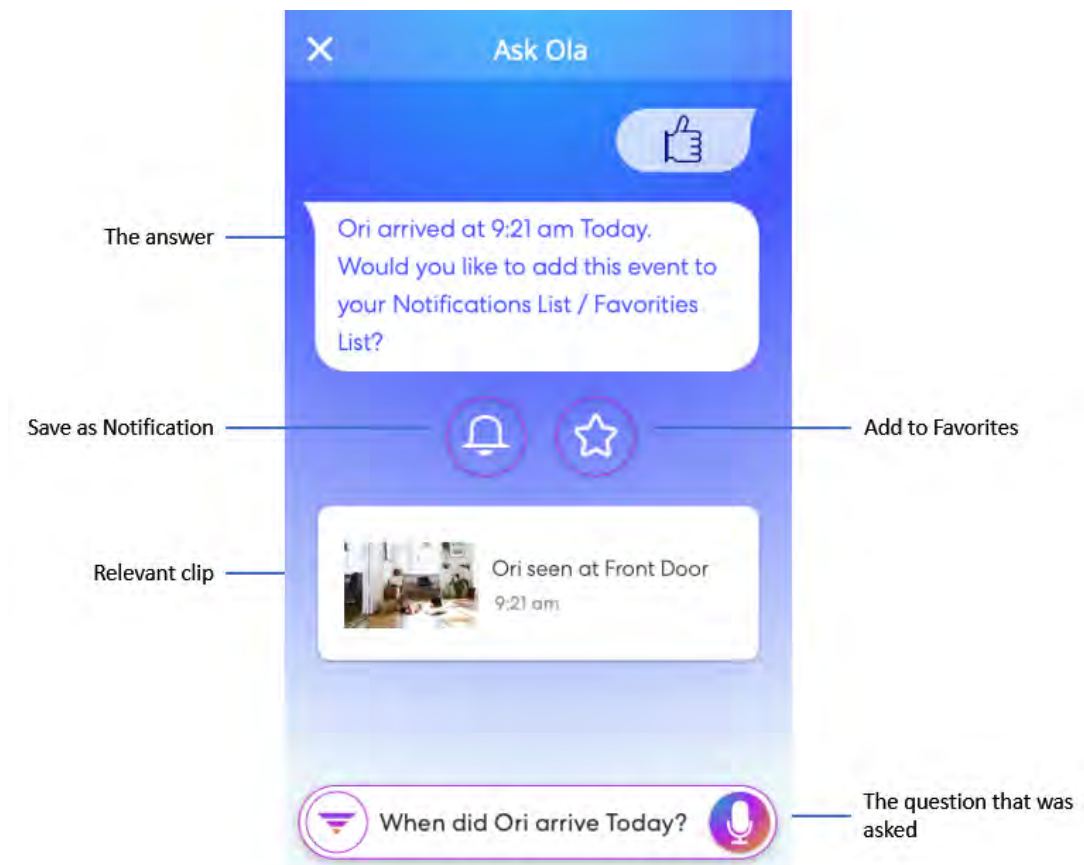 Ask Ola
The answer
Ori arrived at 9:21 am Today.
Would you like to add this event to
your Notifications List / Favorities
List?
Save as Notification
Add to Favorites
Relevant clip
Ori seen at Front Door
9:21 am
When did Ori arrive Today?
The question that was
asked